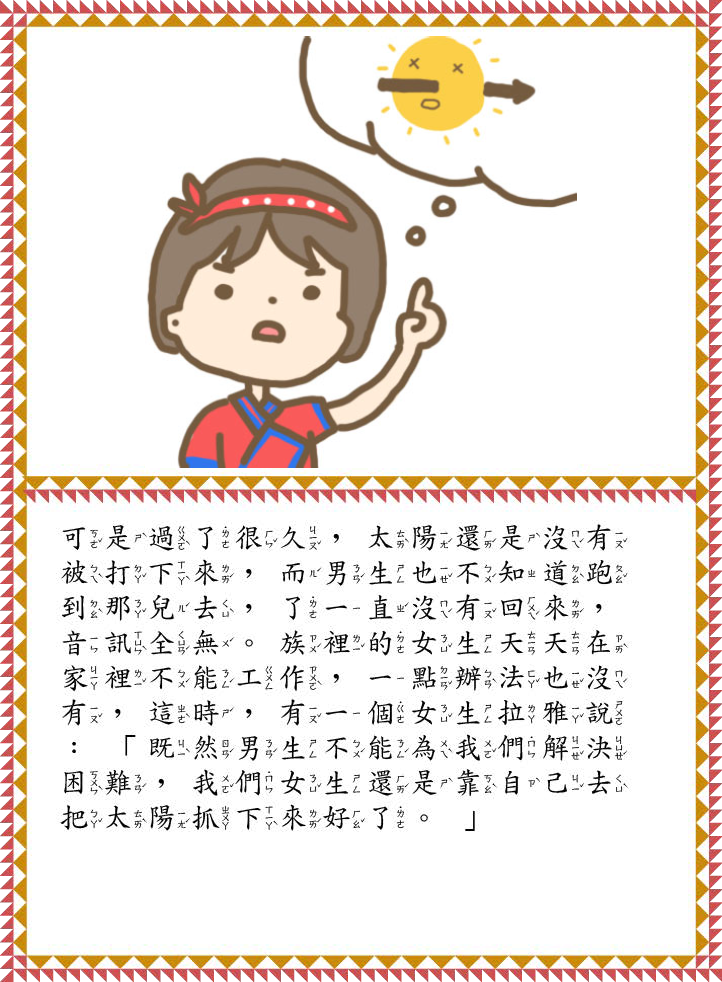 可是過了很久，太陽還是沒有
被打下來，而男生也不知道跑
到那兒去，了一直沒有回來，
音訊全無。族裡的女生天天在
家裡不能工作，一點辦法也沒
有，這時，有一個女生拉雅說
：「既然男生不能為我們解決
困難，我們女生還是靠自己去
把太陽抓下來好了。」